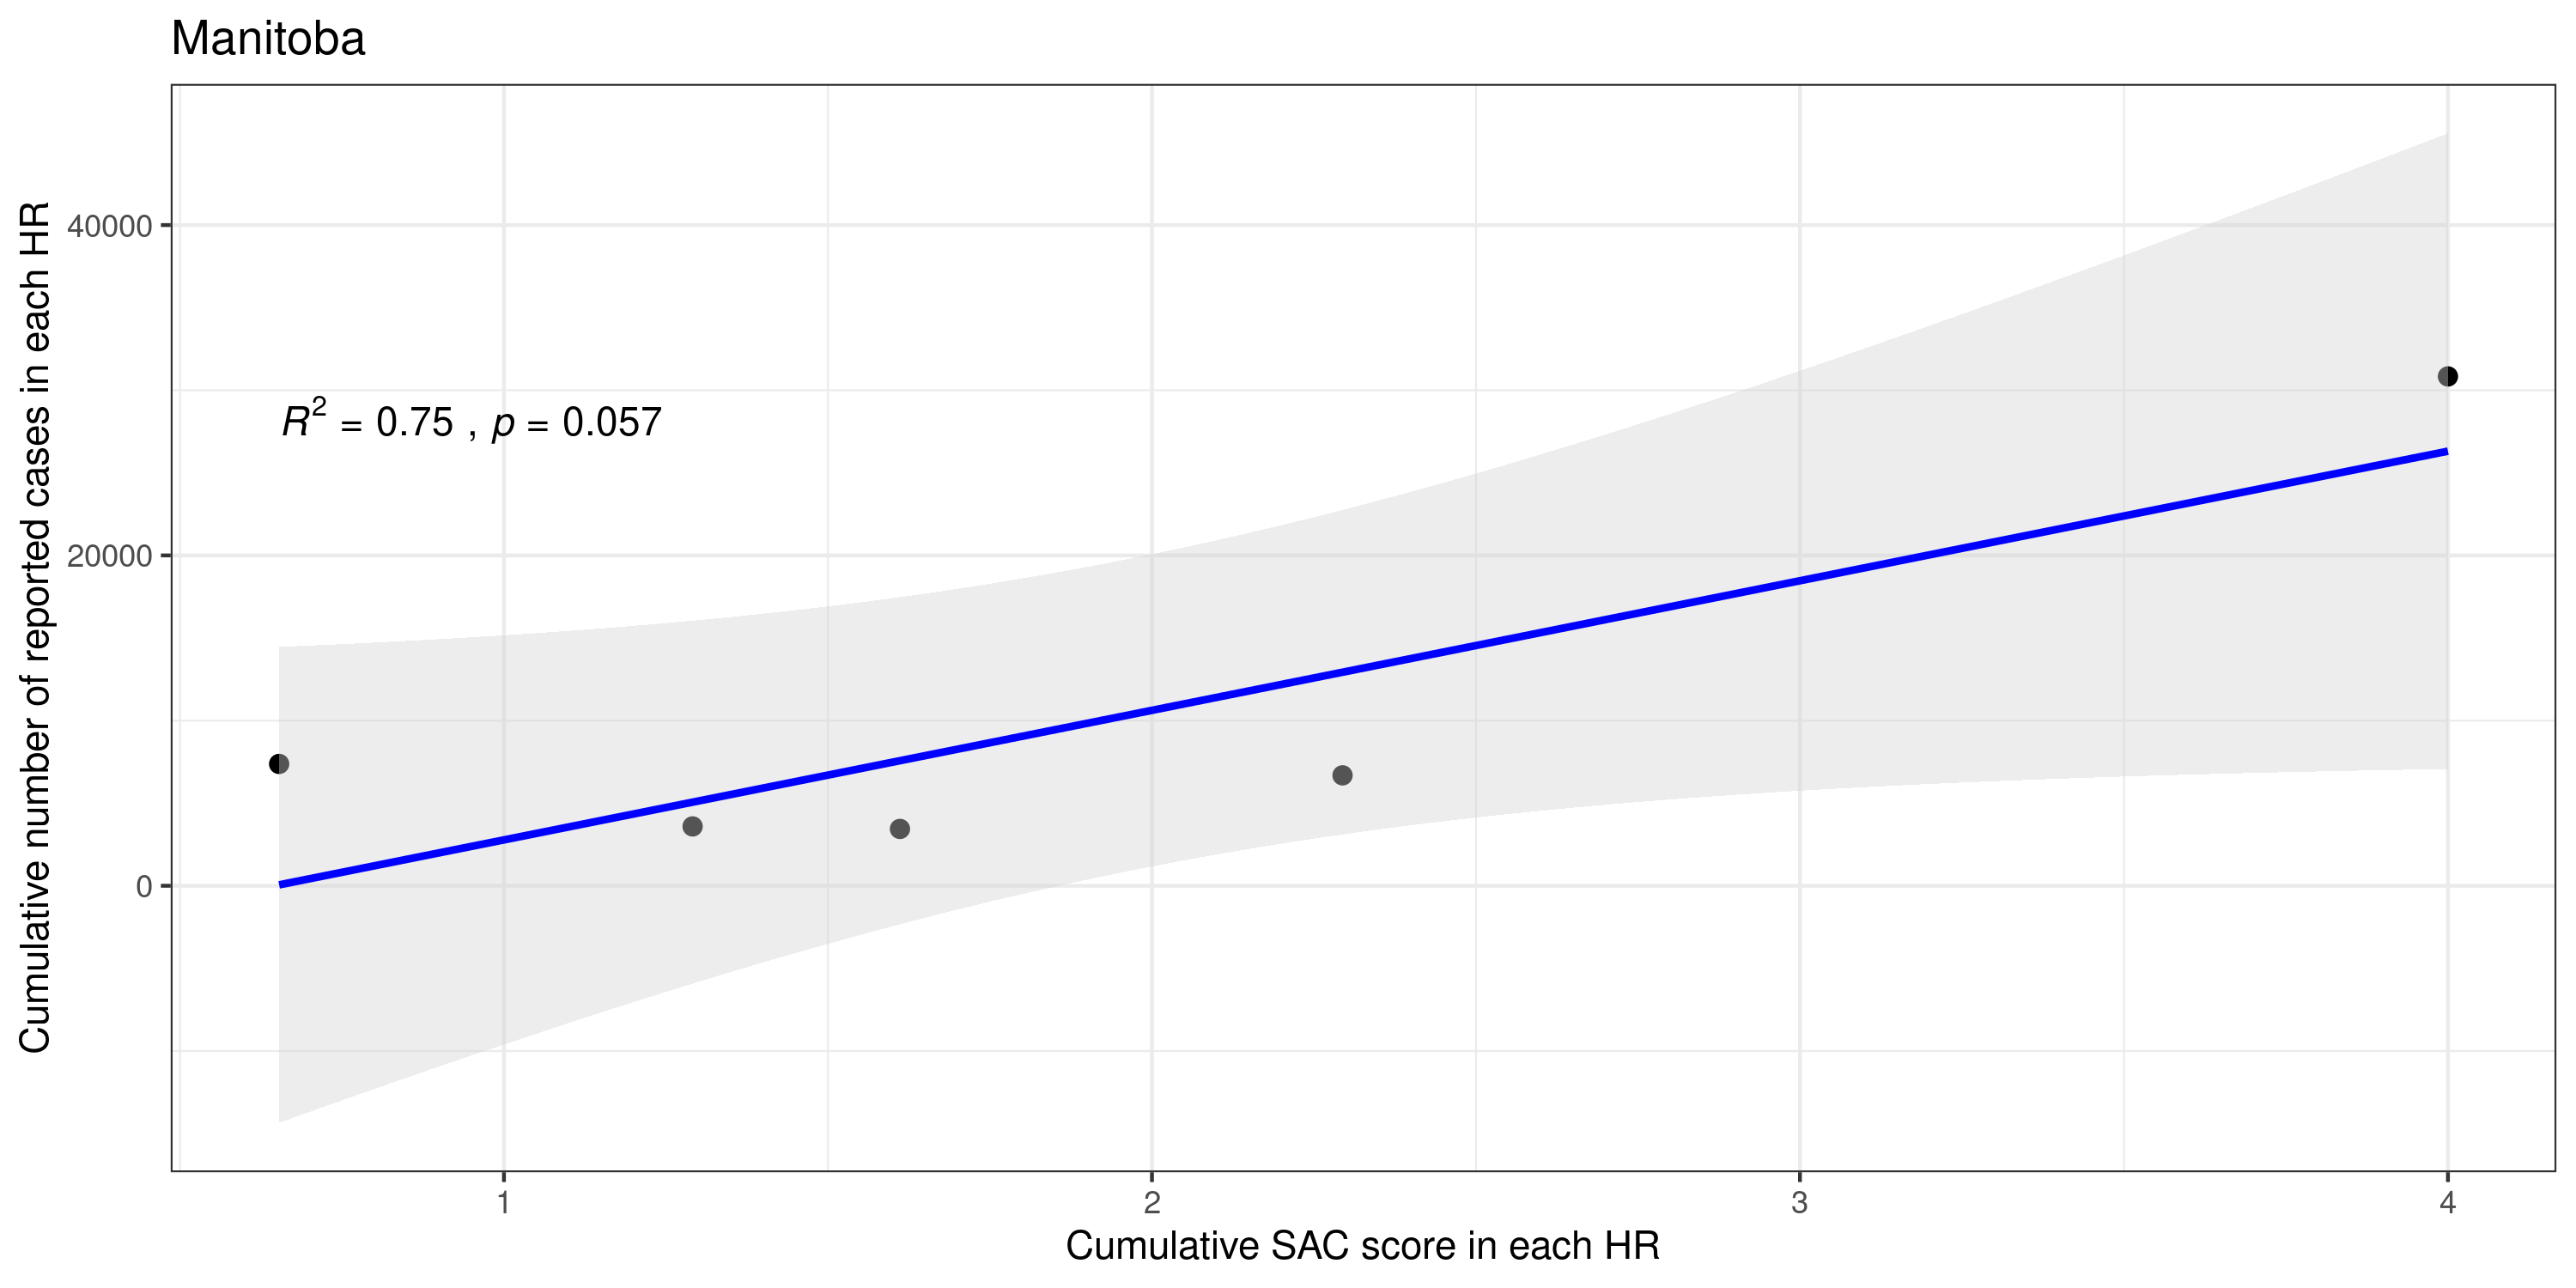 Manitoba
Cumulative number of reported cases in each HR
40000
20000
0
R² = 0.75 , p = 0.057
1 2 3 4
Cumulative SAC score in each HR